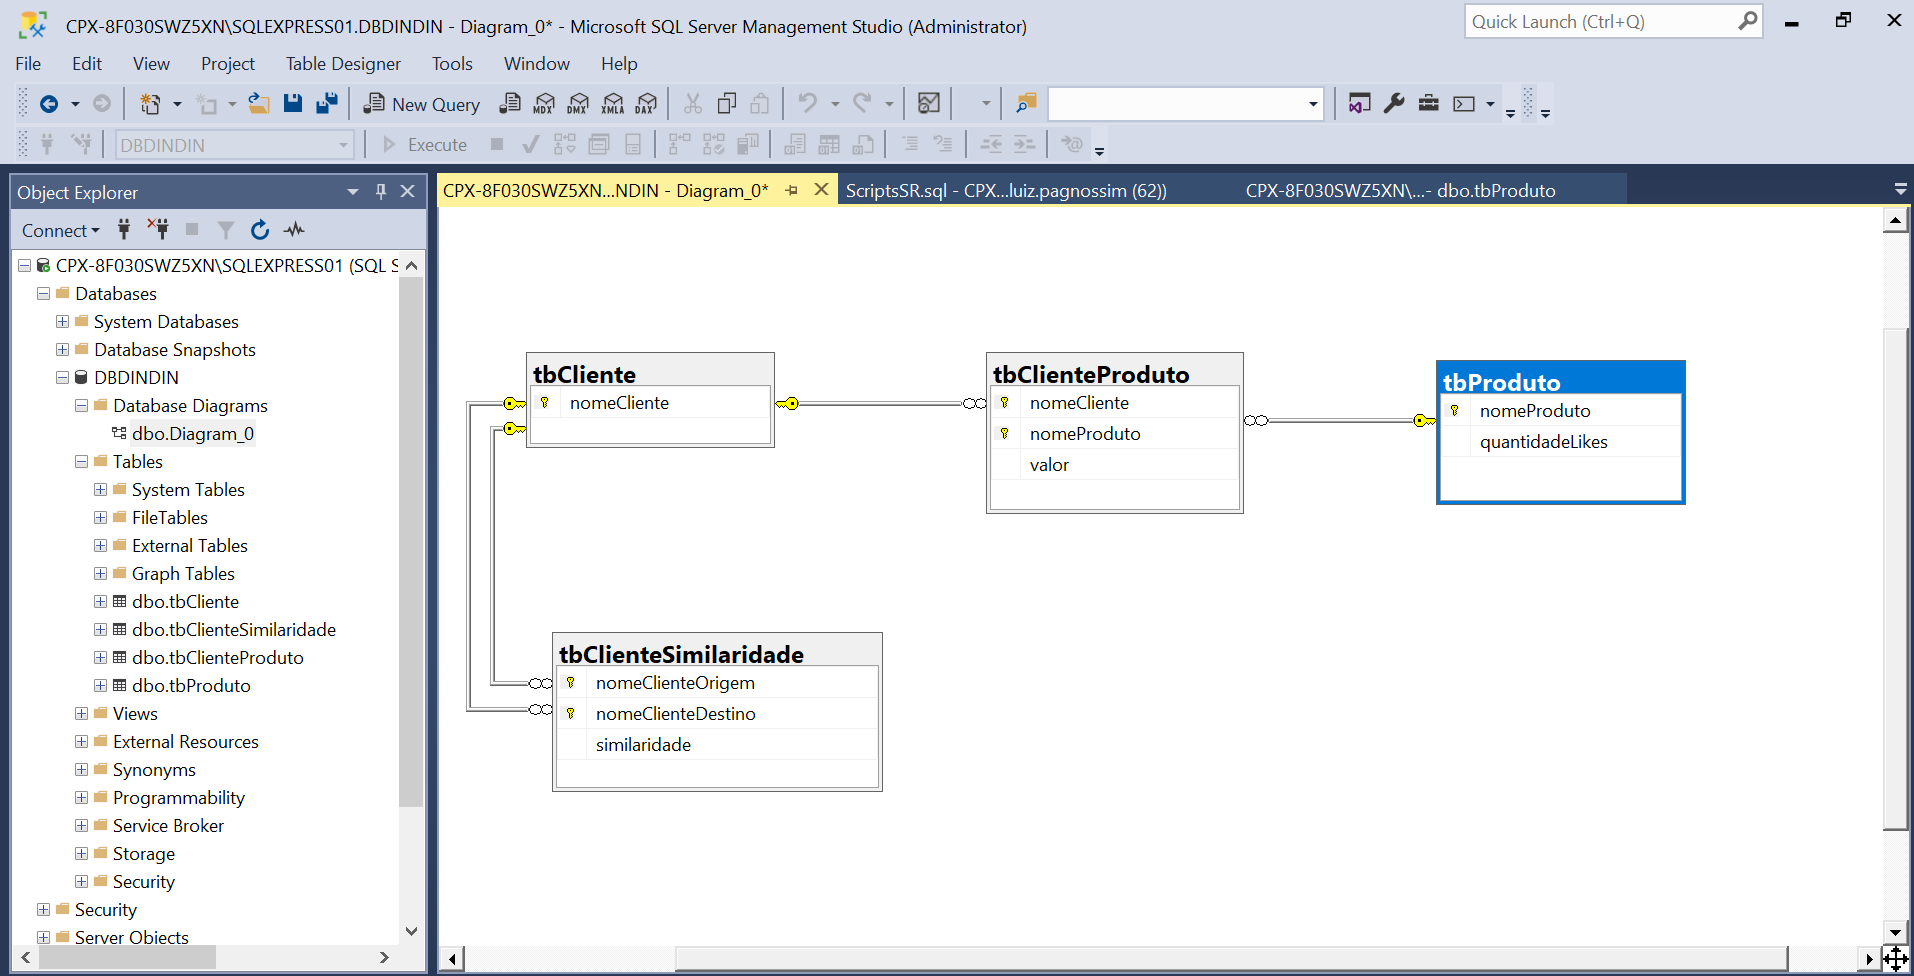 CPX-8F030SWZ5XN\SQLEXPRESS01.DBDINDIN - Diagram_0* - Microsoft SQL Server Management Studio (Administrator)
Quick Launch (Ctrl+Q)
File Edit View Project Table Designer Tools Window Help
New Query MDX DMX XMLA DAX
DBDINDIN Execute
Object Explorer
Connect
CPX-8F030SWZ5XN\SQLEXPRESS01 (SQL S
Databases
System Databases
Database Snapshots
DBDINDIN
Database Diagrams
dbo.Diagram_0
Tables
System Tables
FileTables
External Tables
Graph Tables
dbo.tbCliente
dbo.tbClienteSimilaridade
dbo.tbClienteProduto
dbo.tbProduto
Views
External Resources
Synonyms
Programmability
Service Broker
Storage
Security
Security
Server Objects
CPX-8F030SWZ5XN...NDIN - Diagram_0* ScriptsSR.sql - CPX...luiz.pagnossim (62)) CPX-8F030SWZ5XN\...- dbo.tbProduto
tbCliente
nomeCliente
tbClienteProduto
nomeCliente
nomeProduto
valor
tbProduto
nomeProduto
quantidadeLikes
tbClienteSimilaridade
nomeClienteOrigem
nomeClienteDestino
similaridade